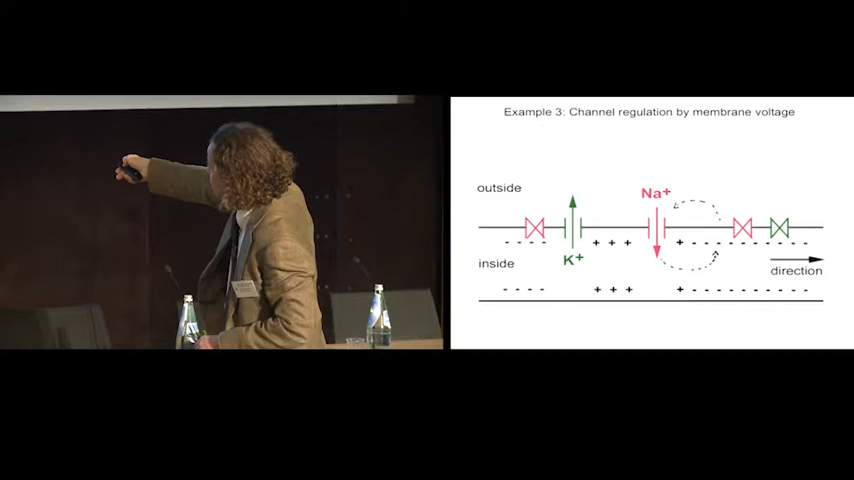 Example 3: Channel regulation by membrane voltage
outside
Na+
K+
inside
direction